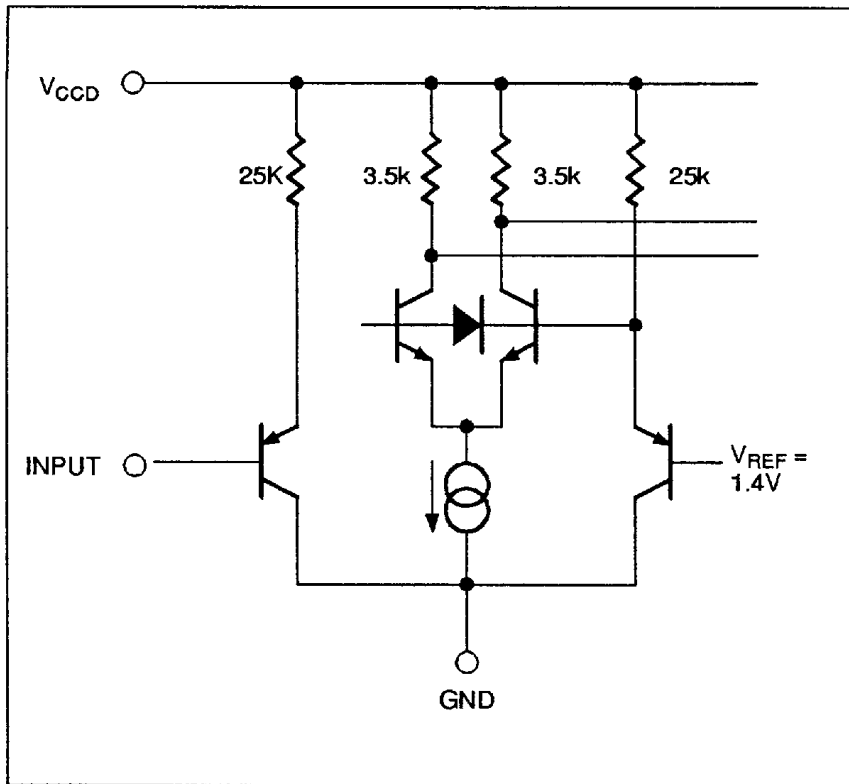 V_CCD
25K
3.5k
3.5k
25k
INPUT
V_REF =
1.4V
GND